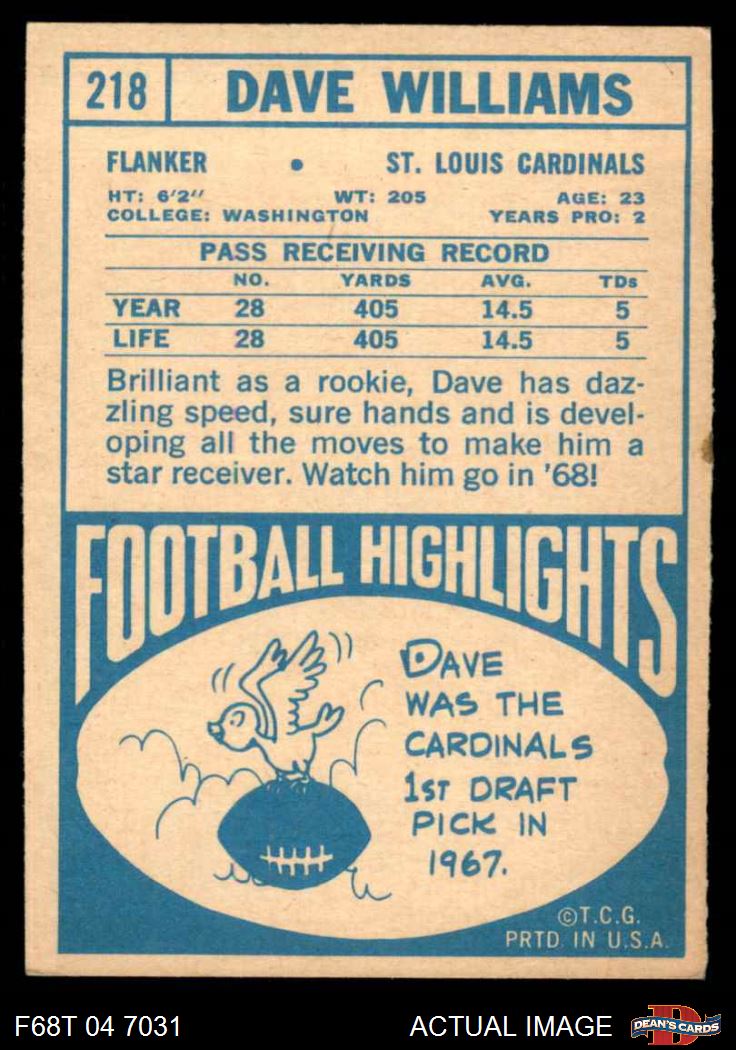 218 DAVE WILLIAMS
FLANKER • ST. LOUIS CARDINALS
HT: 6'2" WT: 205 AGE: 23
COLLEGE: WASHINGTON YEARS PRO: 2
PASS RECEIVING RECORD
NO. YARDS AVG. TDs
YEAR 28 405 14.5 5
LIFE 28 405 14.5 5
Brilliant as a rookie, Dave has daz-
zling speed, sure hands and is devel-
oping all the moves to make him a
star receiver. Watch him go in '68!
FOOTBALL HIGHLIGHTS
DAVE
WAS THE
CARDINALS
1ST DRAFT
PICK IN
1967.
©T.C.G.
PRTD. IN U.S.A.
F68T 04 7031 ACTUAL IMAGE DEAN'S CARDS